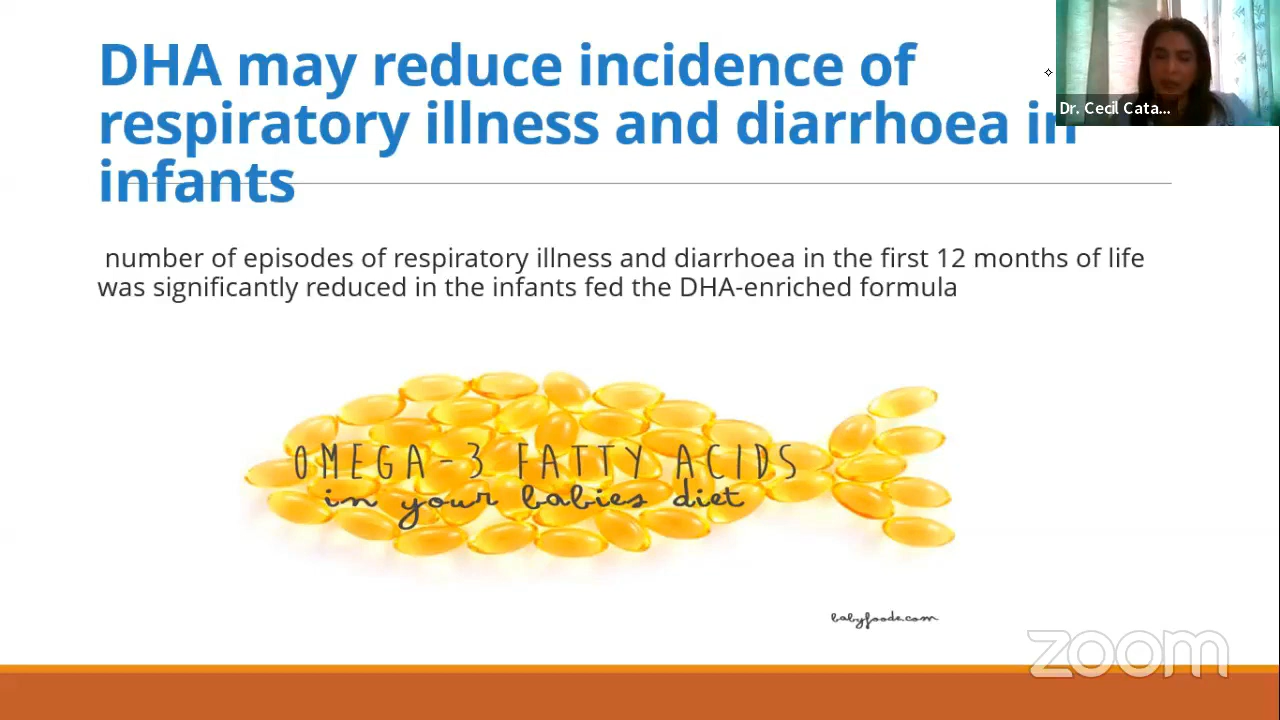 DHA may reduce incidence of
respiratory illness and diarrhoea in
infants
Dr. Cecil Cata...
number of episodes of respiratory illness and diarrhoea in the first 12 months of life
was significantly reduced in the infants fed the DHA-enriched formula
OMEGA-3 FATTY ACIDS
in your babies diet
babyfoode.com
zoom